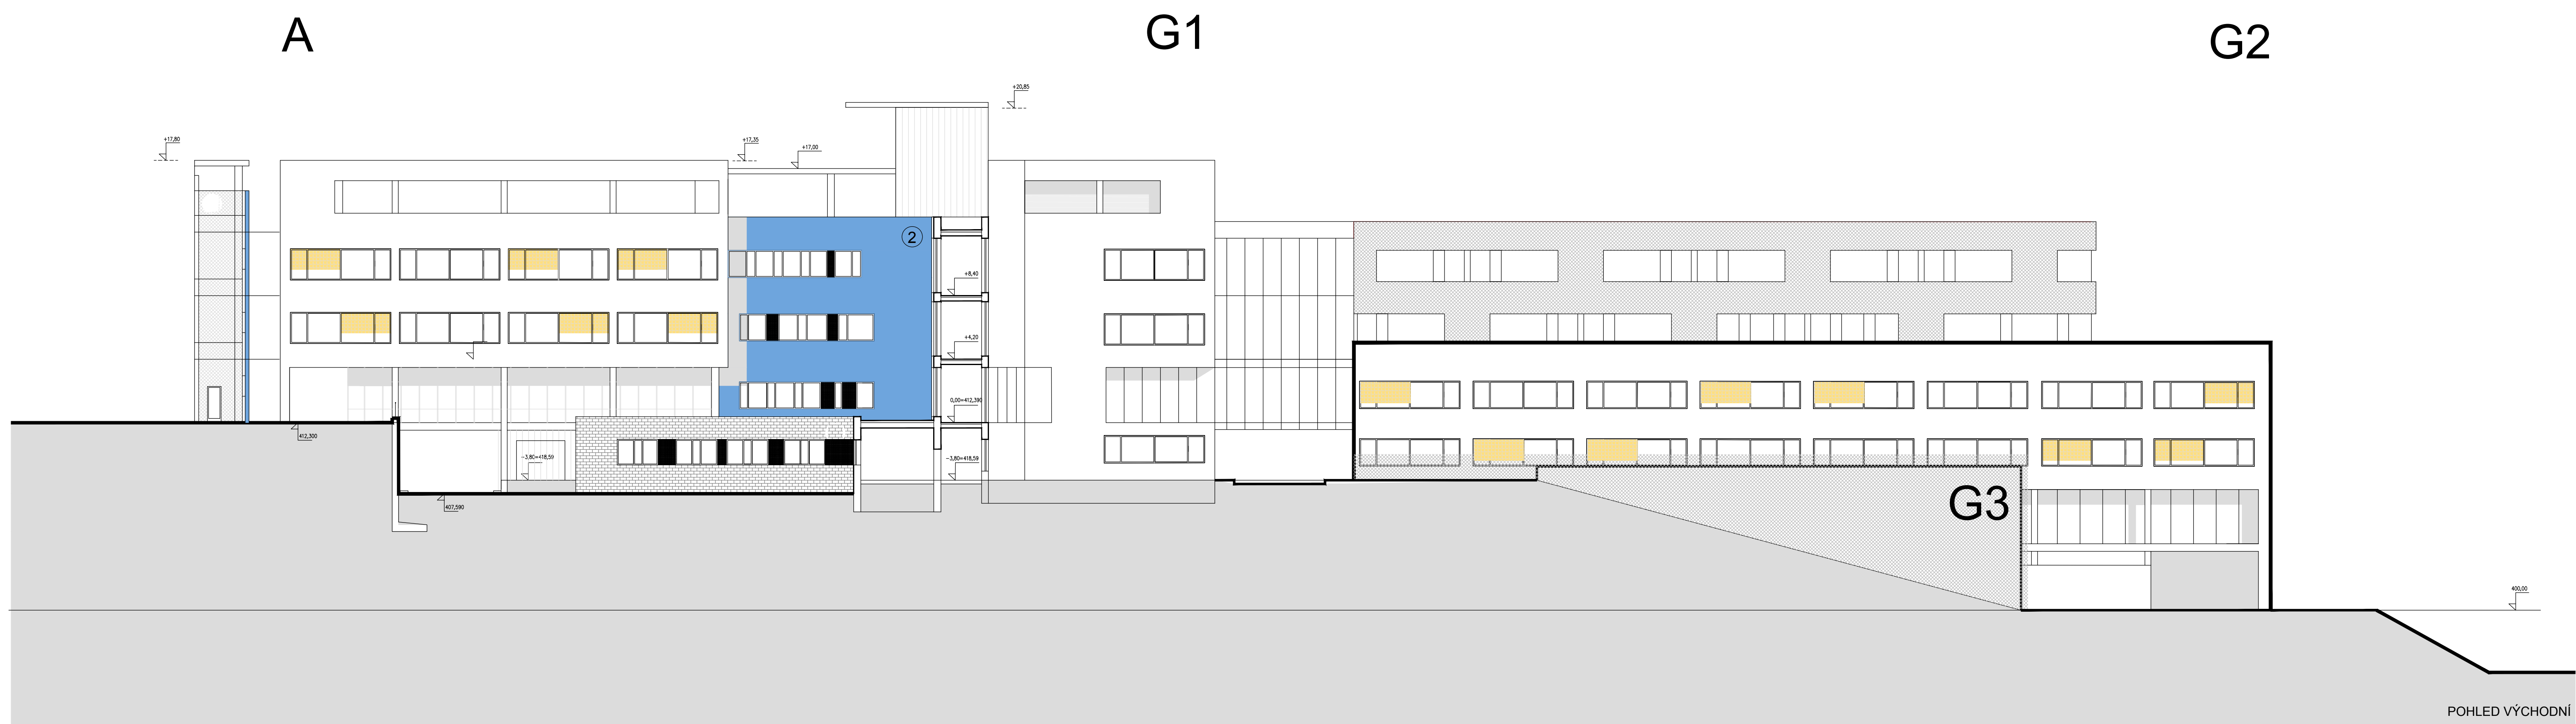 A
G1
G2
+20,85
+17,80
+17,35
+17,00
2
+8,40
+4,20
0,00=412,390
412,300
-3,80=418,59
-3,80=418,59
G3
407,590
400,00
POHLED VÝCHODNÍ